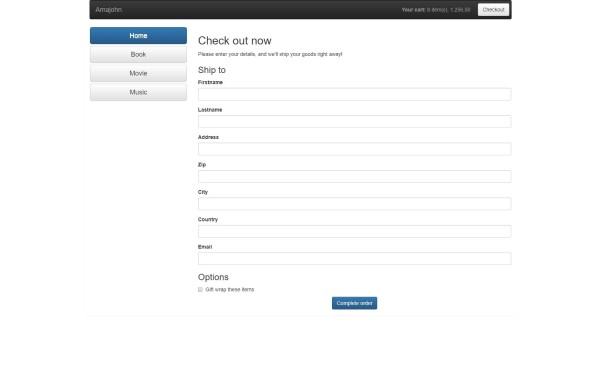 Amajohn
Your cart: 8 item(s), 1,256.00 Checkout
Home
Book
Movie
Music
Check out now
Please enter your details, and we'll ship your goods right away!
Ship to
Firstname
Lastname
Address
Zip
City
Country
Email
Options
Gift wrap these items
Complete order